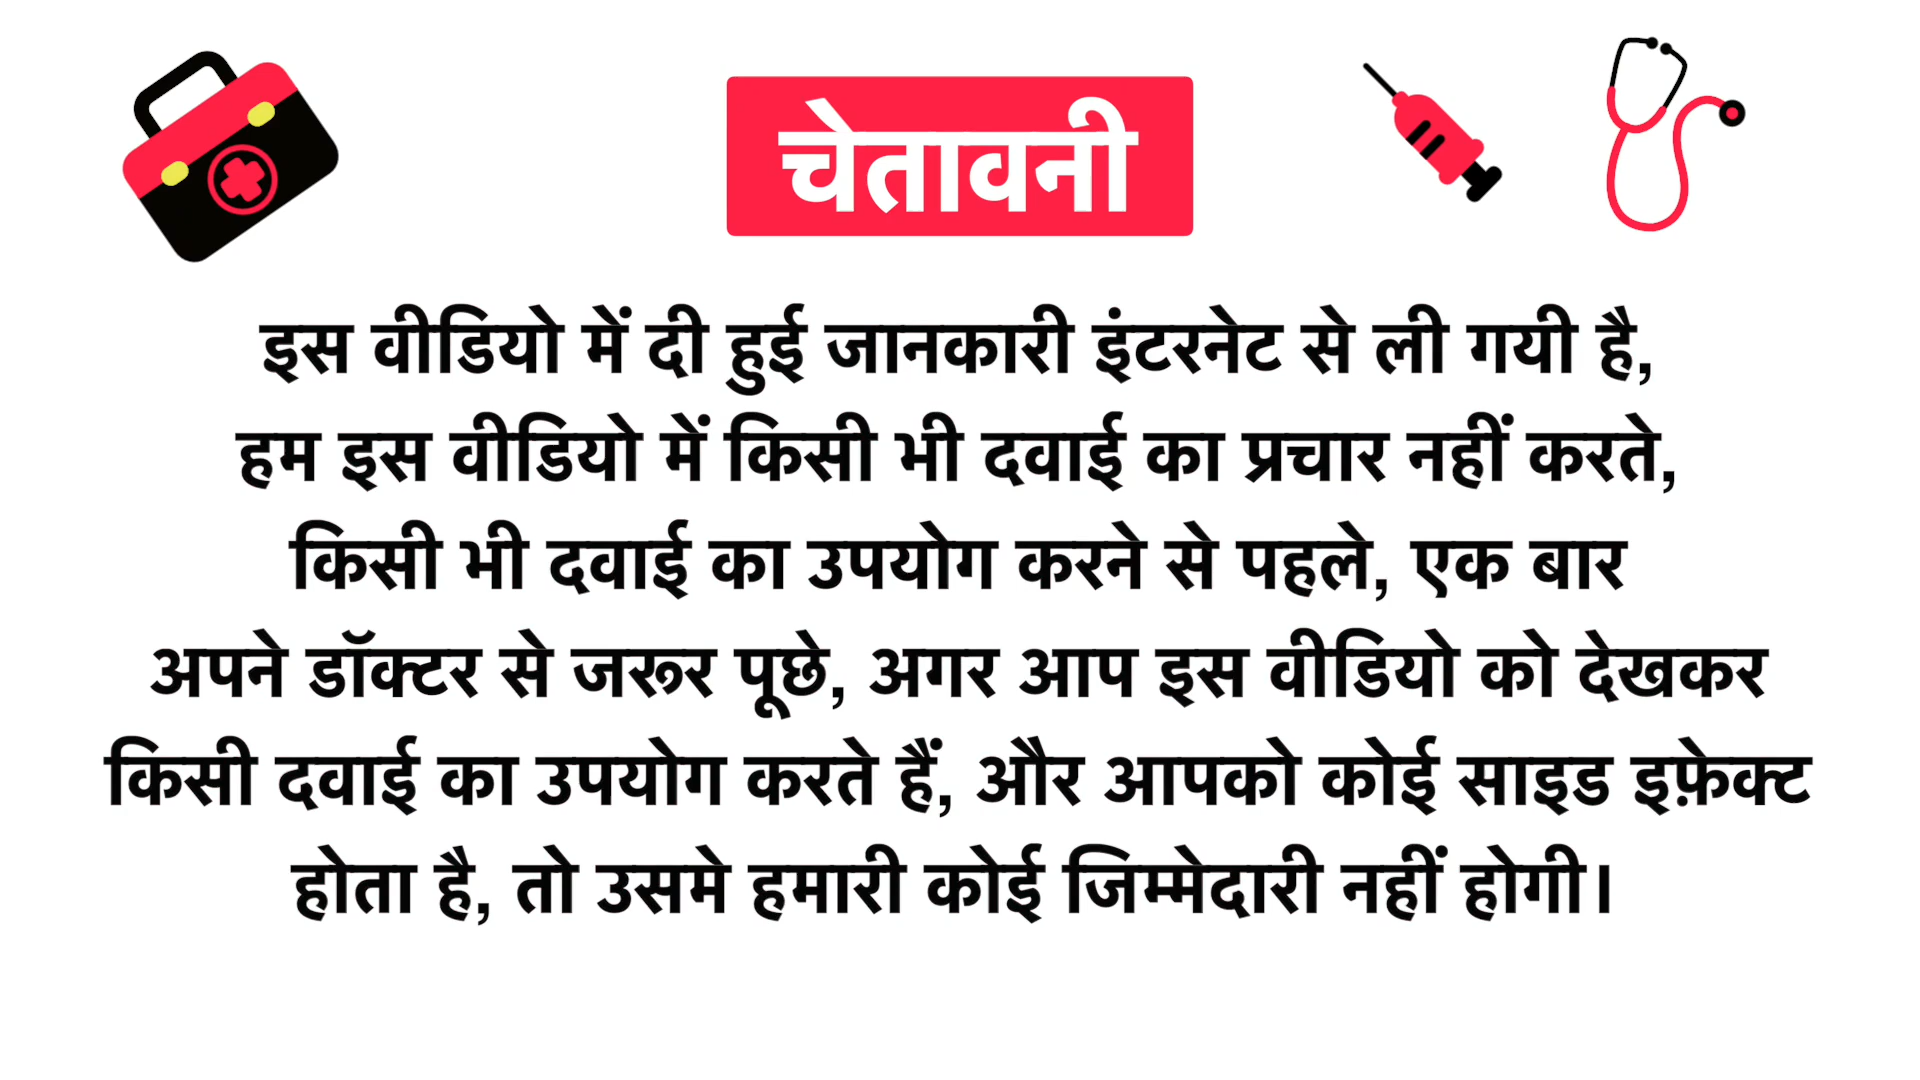 चेतावनी
इस वीडियो में दी हुई जानकारी इंटरनेट से ली गयी है,
हम इस वीडियो में किसी भी दवाई का प्रचार नहीं करते,
किसी भी दवाई का उपयोग करने से पहले, एक बार
अपने डॉक्टर से जरूर पूछे, अगर आप इस वीडियो को देखकर
किसी दवाई का उपयोग करते हैं, और आपको कोई साइड इफ़ेक्ट
होता है, तो उसमे हमारी कोई जिम्मेदारी नहीं होगी।